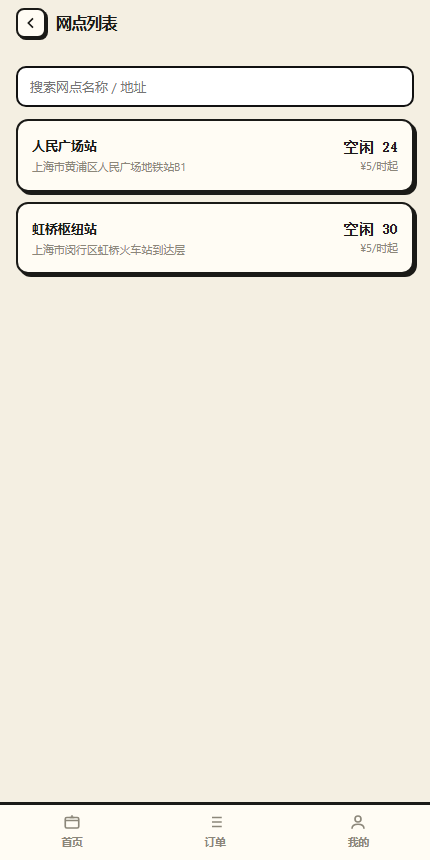 网点列表
搜索网点名称 / 地址
人民广场站
空闲 24
上海市黄浦区人民广场地铁站B1
¥5/时起
虹桥枢纽站
空闲 30
上海市闵行区虹桥火车站到达层
¥5/时起
首页
订单
我的